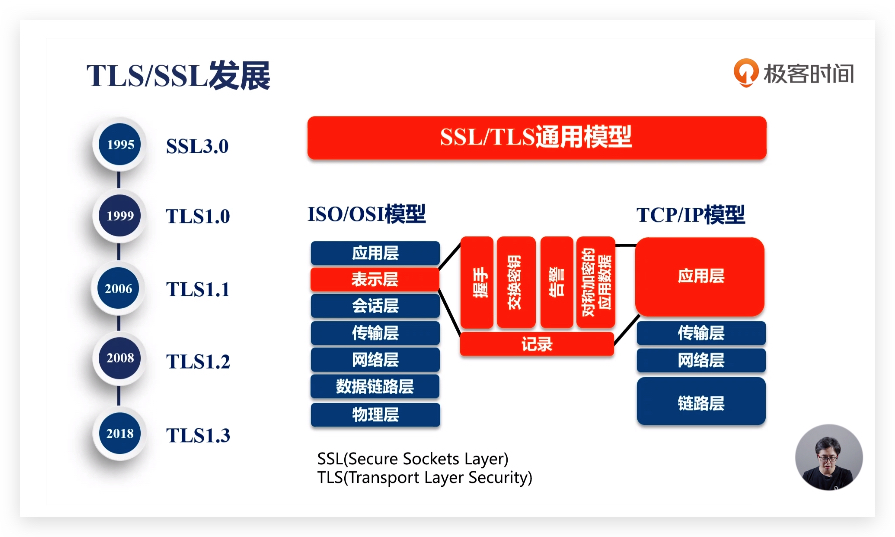 TLS/SSL发展
极客时间
1995
SSL3.0
1999
TLS1.0
2006
TLS1.1
2008
TLS1.2
2018
TLS1.3
SSL/TLS通用模型
ISO/OSI模型
应用层
表示层
会话层
传输层
网络层
数据链路层
物理层
握手
交换密钥
告警
对称加密的
应用数据
记录
TCP/IP模型
应用层
传输层
网络层
链路层
SSL(Secure Sockets Layer)
TLS(Transport Layer Security)